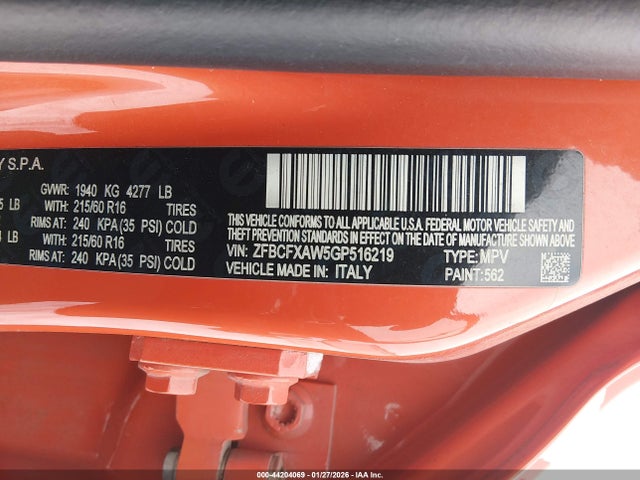 Y S.P.A.
GVWR: 1940 KG 4277 LB
LB WITH: 215/60 R16 TIRES
RIMS AT: 240 KPA(35 PSI) COLD
LB WITH: 215/60 R16 TIRES
RIMS AT: 240 KPA(35 PSI) COLD
THIS VEHICLE CONFORMS TO ALL APPLICABLE U.S.A. FEDERAL MOTOR VEHICLE SAFETY AND
THEFT PREVENTION STANDARDS IN EFFECT ON THE DATE OF MANUFACTURE SHOWN ABOVE.
VIN: ZFBCFXAW5GP516219 TYPE: MPV
VEHICLE MADE IN: ITALY PAINT: 562
000-44204069 - 01/27/2026 - IAA